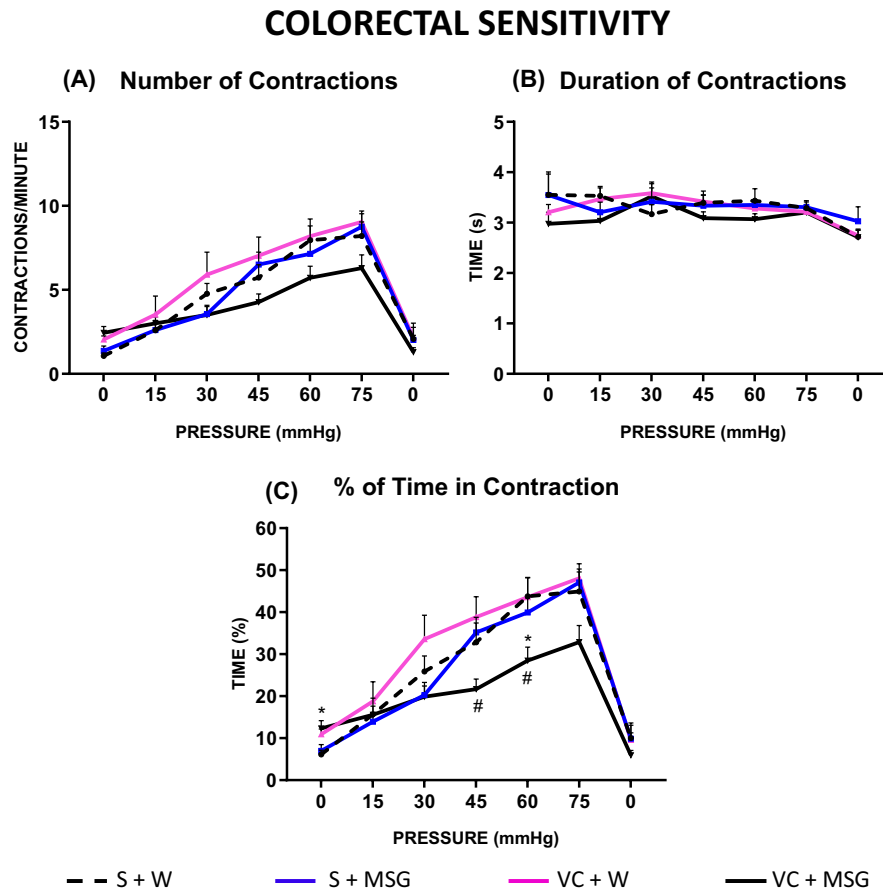 COLORECTAL SENSITIVITY
(A) Number of Contractions
CONTRACTIONS/MINUTE
15
10
5
0
0 15 30 45 60 75 0
PRESSURE (mmHg)
(B) Duration of Contractions
TIME (s)
5
4
3
2
1
0
0 15 30 45 60 75 0
PRESSURE (mmHg)
(C) % of Time in Contraction
TIME (%)
60
50
40
30
20
10
0
*
*
#
#
0 15 30 45 60 75 0
PRESSURE (mmHg)
S + W S + MSG VC + W VC + MSG